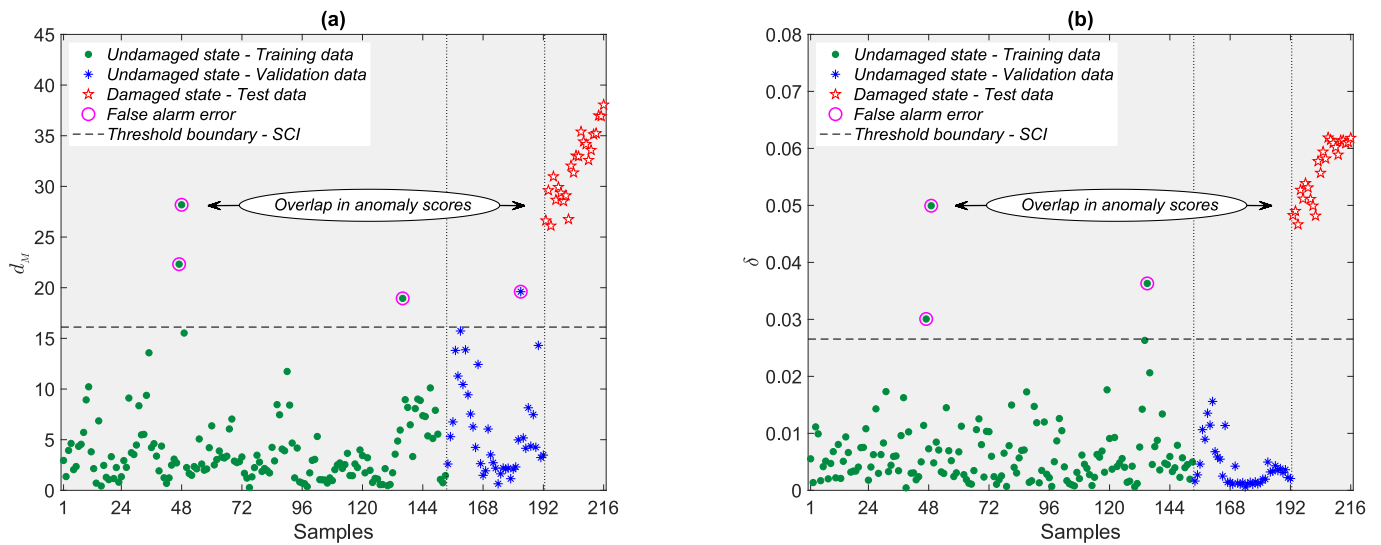 (a)
45
40
35
30
25
20
15
10
5
0
d_M
Undamaged state - Training data
Undamaged state - Validation data
Damaged state - Test data
False alarm error
Threshold boundary - SCI
Overlap in anomaly scores
1 24 48 72 96 120 144 168 192 216
Samples
(b)
0.08
0.07
0.06
0.05
0.04
0.03
0.02
0.01
0
δ
Undamaged state - Training data
Undamaged state - Validation data
Damaged state - Test data
False alarm error
Threshold boundary - SCI
Overlap in anomaly scores
1 24 48 72 96 120 144 168 192 216
Samples